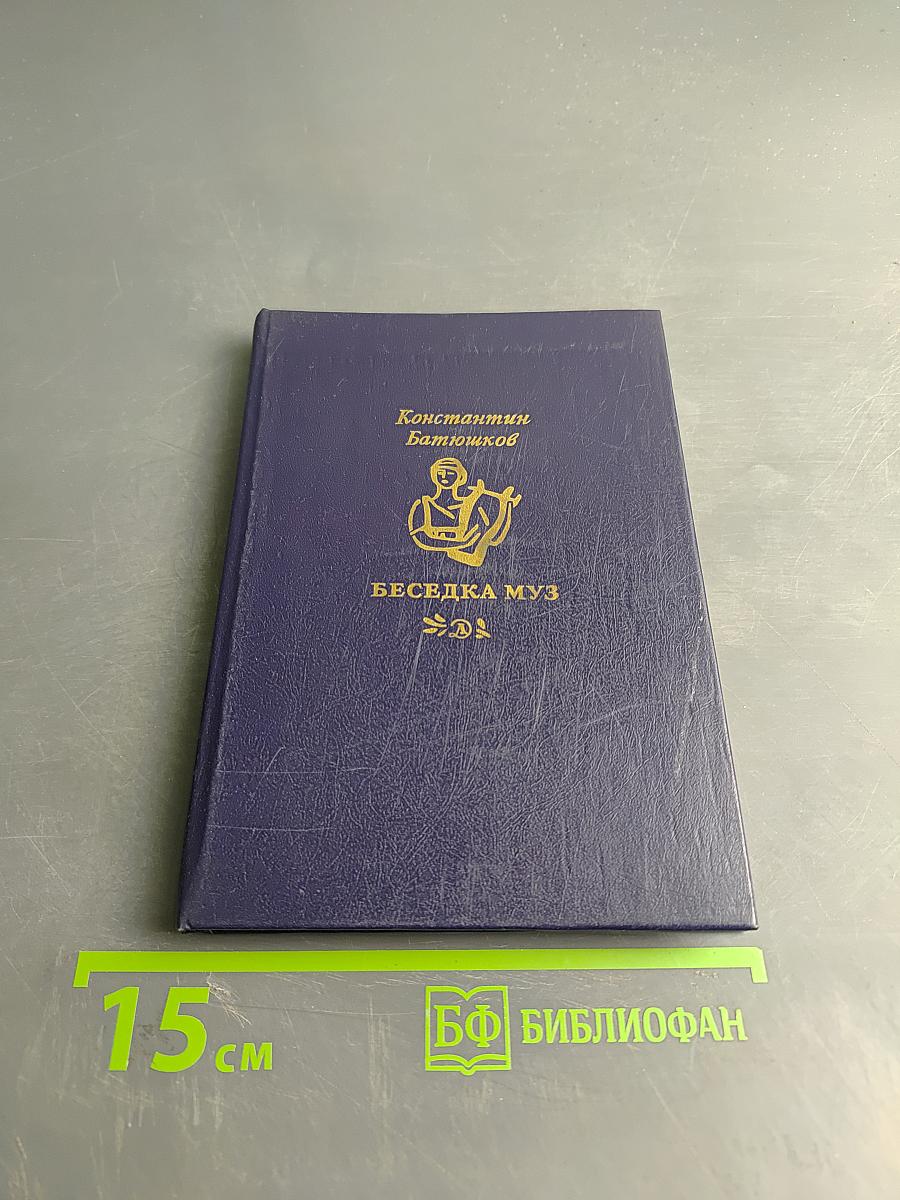 Константин
Батюшков
БЕСЕДКА МУЗ
15 см
БФ БИБЛИОФАН